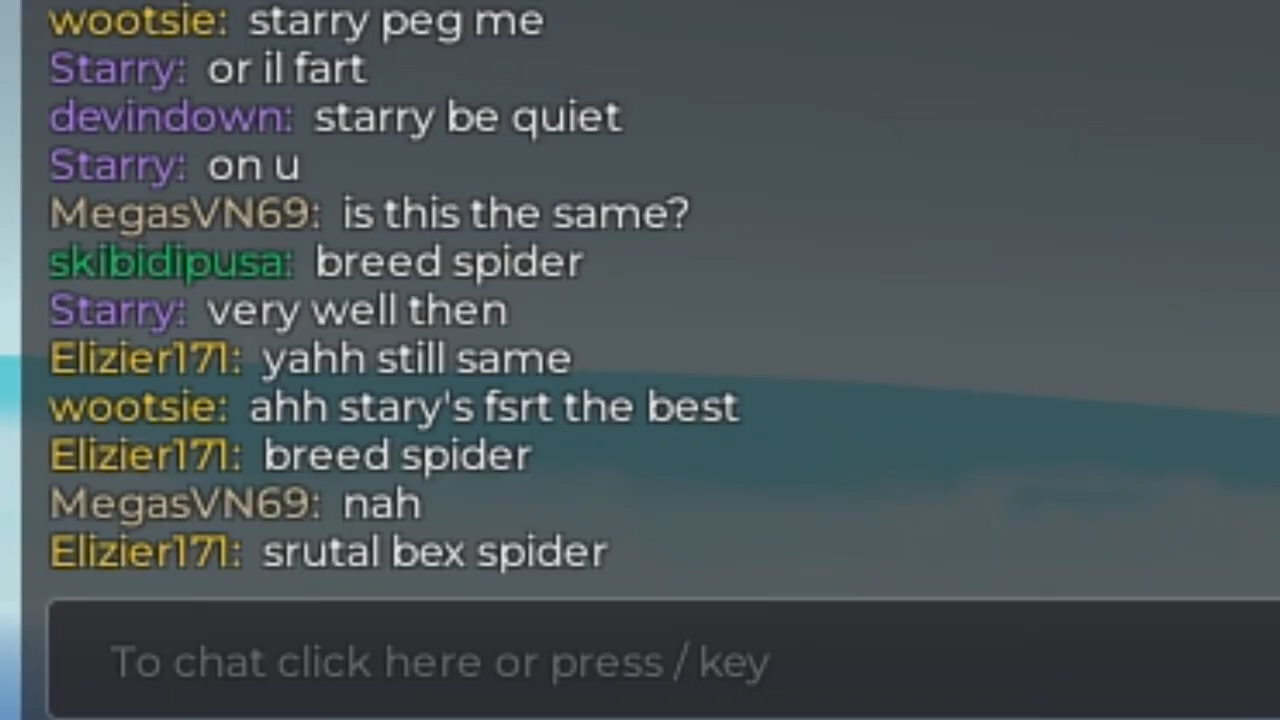 wootsie: starry peg me
Starry: or il fart
devindown: starry be quiet
Starry: on u
MegasVN69: is this the same?
skibidipusa: breed spider
Starry: very well then
Elizier171: yahh still same
wootsie: ahh stary's fsrt the best
Elizier171: breed spider
MegasVN69: nah
Elizier171: srutal bex spider
To chat click here or press / key